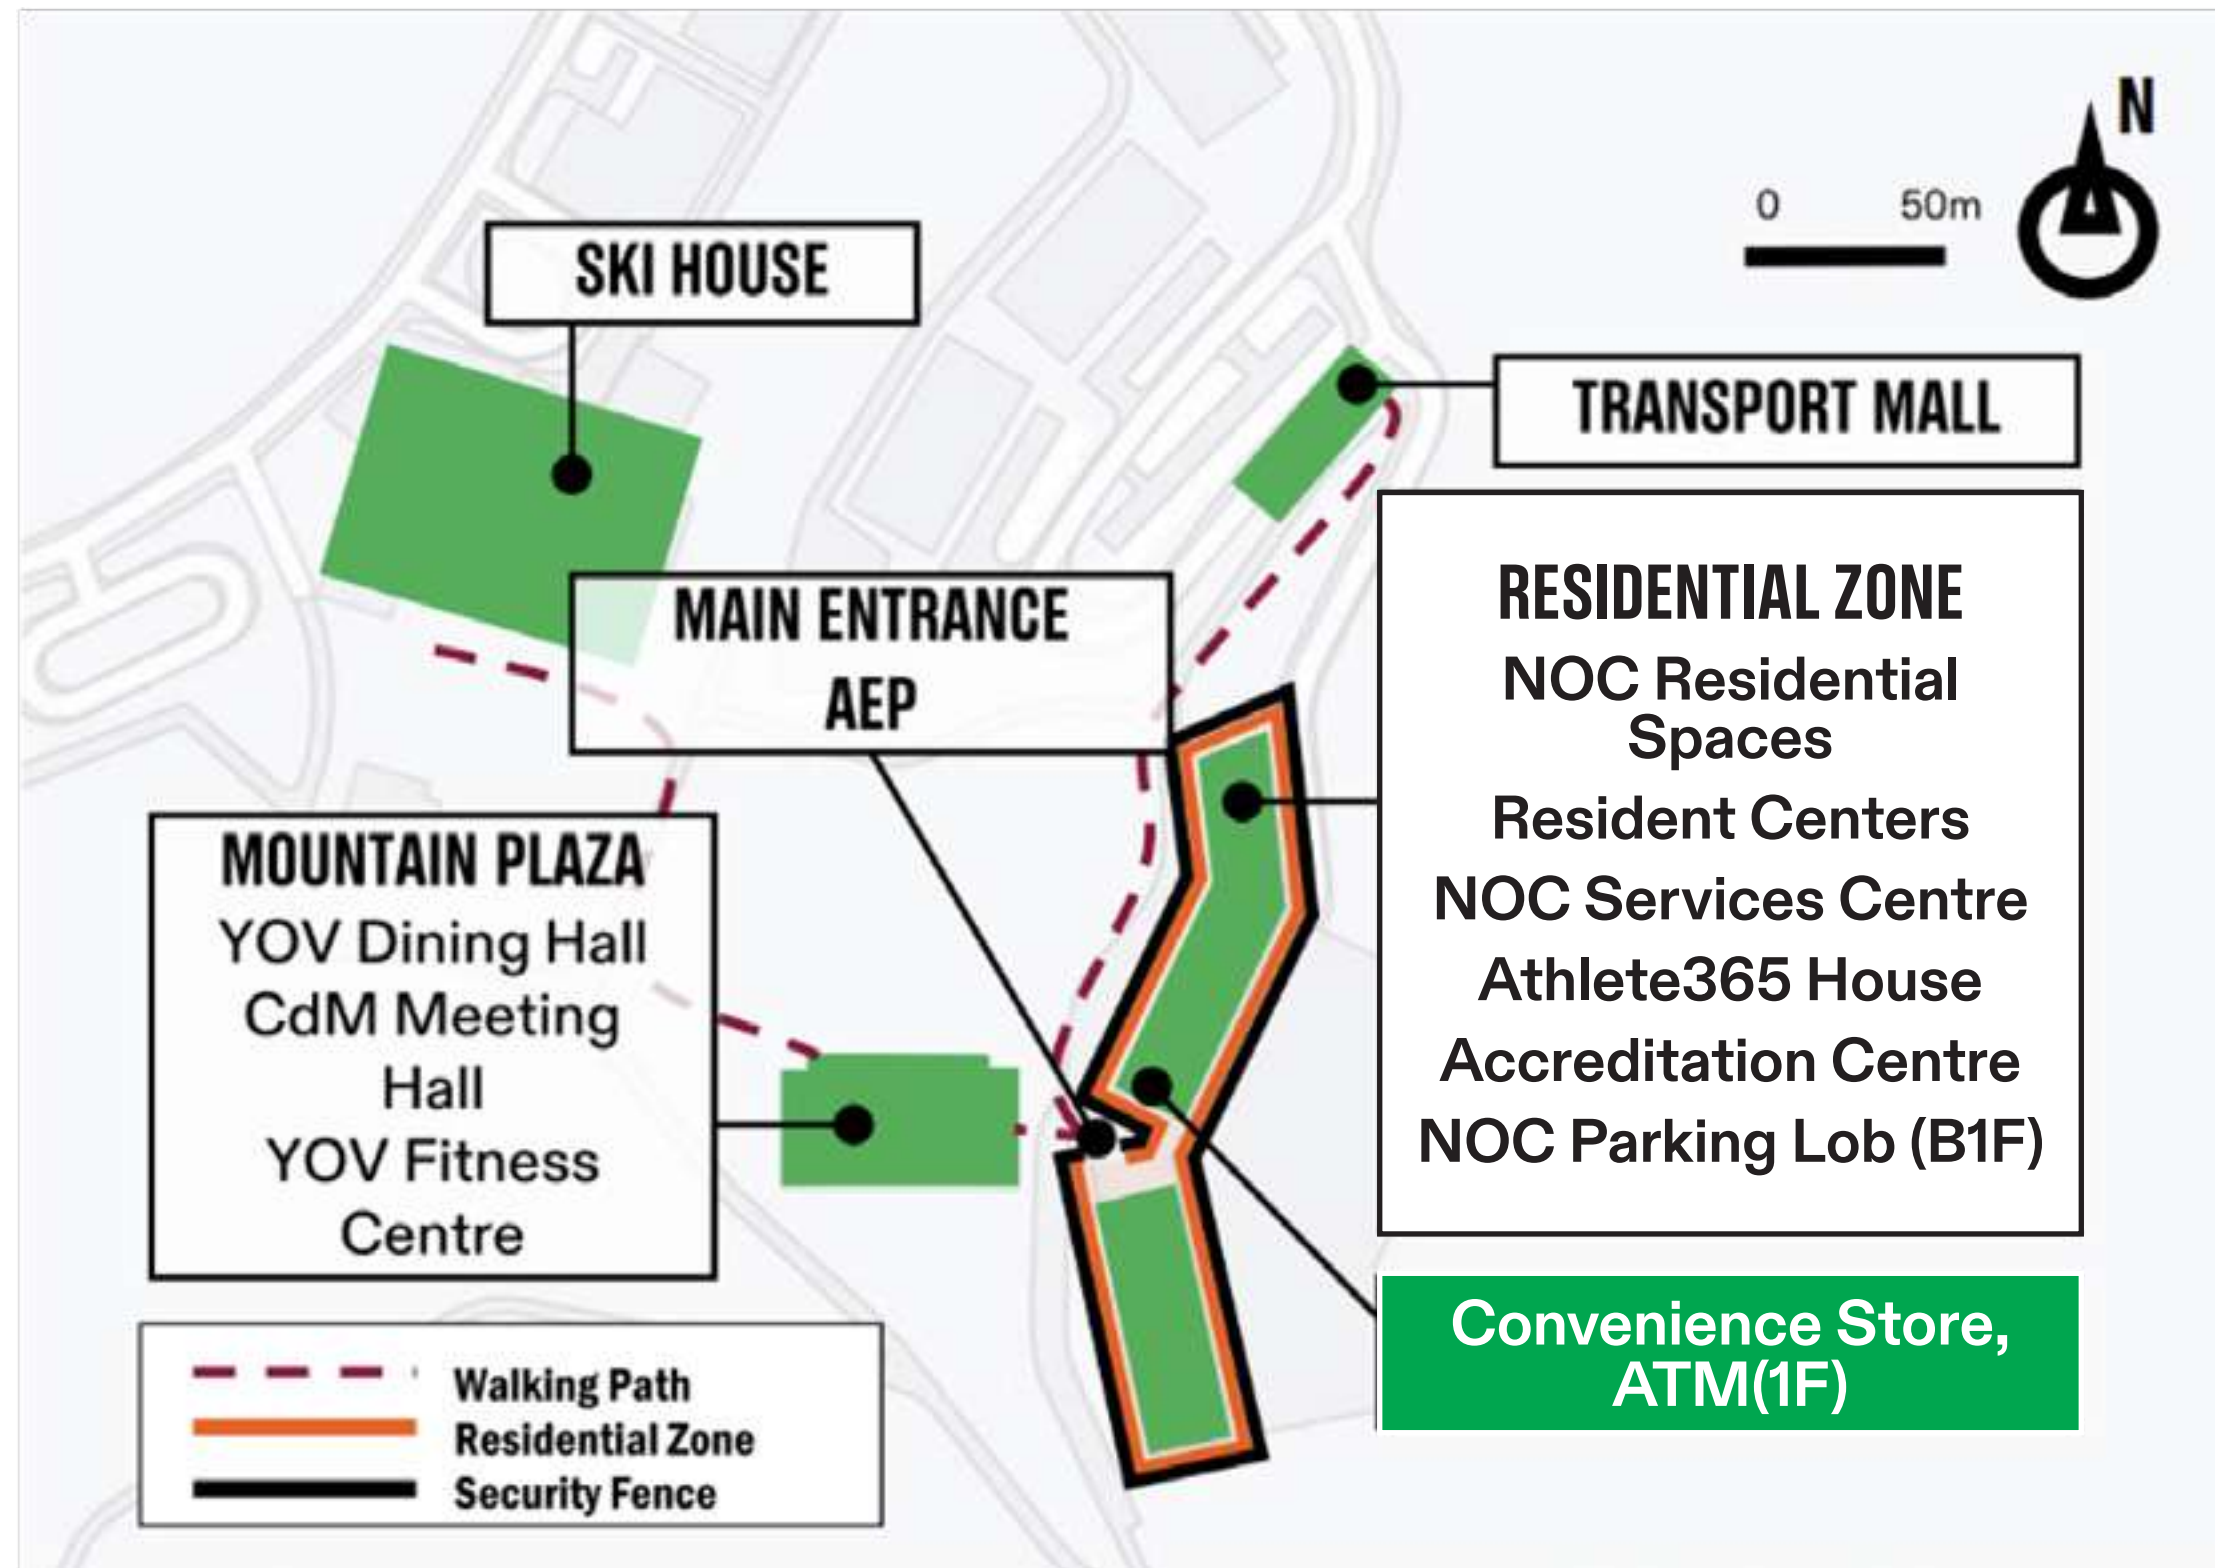 N
0 50m
SKI HOUSE
TRANSPORT MALL
MAIN ENTRANCE
AEP
RESIDENTIAL ZONE
NOC Residential
Spaces
Resident Centers
NOC Services Centre
Athlete365 House
Accreditation Centre
NOC Parking Lob (B1F)
MOUNTAIN PLAZA
YOV Dining Hall
CdM Meeting
Hall
YOV Fitness
Centre
Convenience Store,
ATM(1F)
Walking Path
Residential Zone
Security Fence